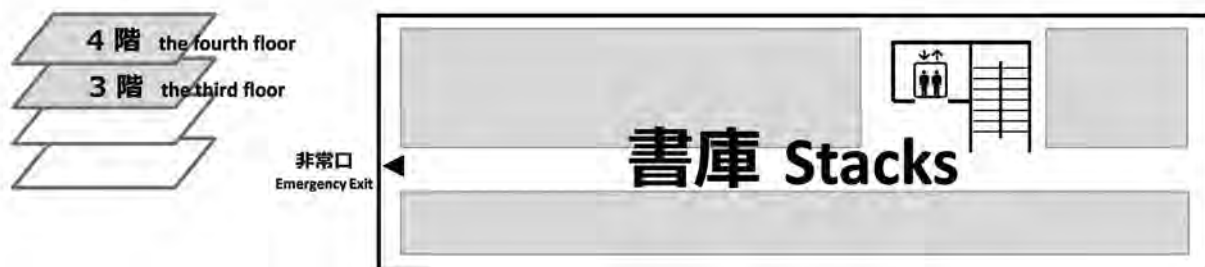 4 階 the fourth floor
3 階 the third floor
非常口
Emergency Exit
書庫 Stacks